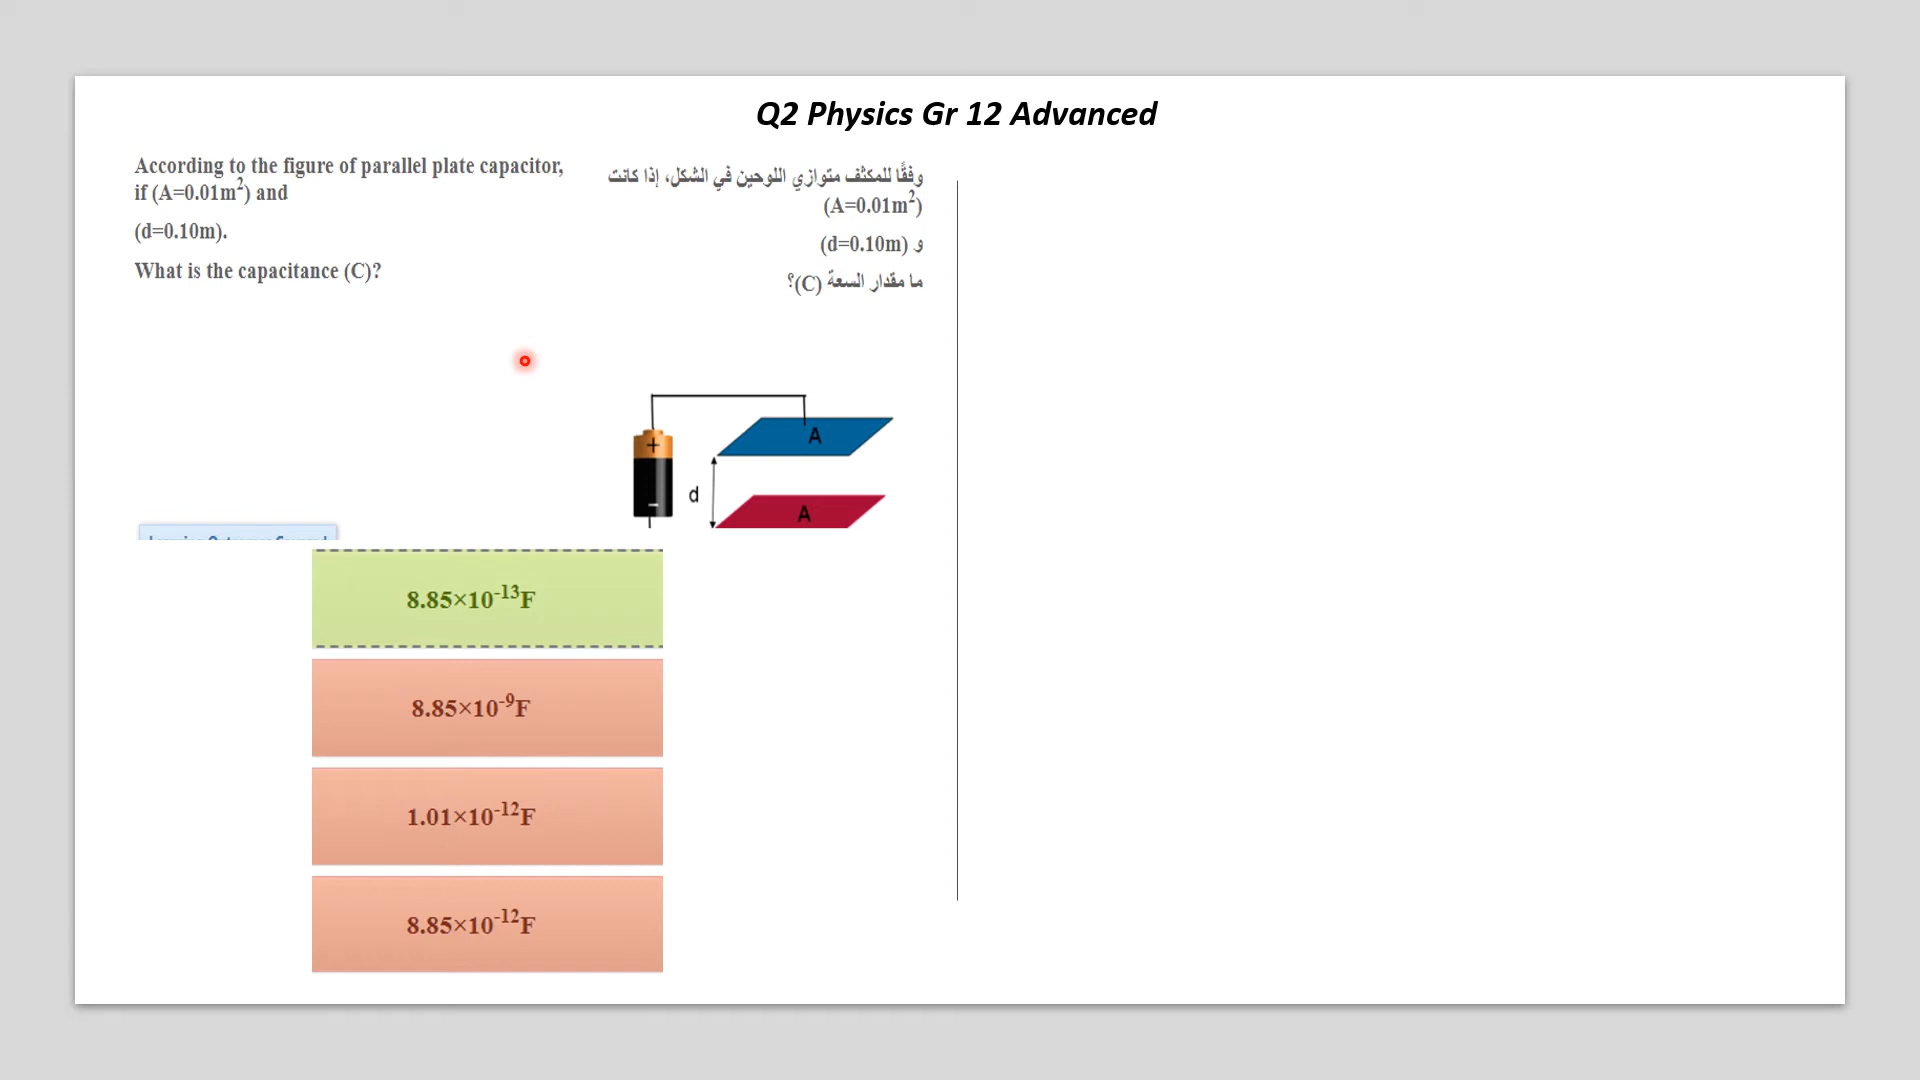 Q2 Physics Gr 12 Advanced
According to the figure of parallel plate capacitor,
if (A=0.01m²) and
(d=0.10m).
What is the capacitance (C)?
وفقًا للمكثف متوازي اللوحين في الشكل، إذا كانت
(A=0.01m²)
و (d=0.10m)
ما مقدار السعة (C)؟
+
A
d
−
A
8.85×10⁻¹³F
8.85×10⁻⁹F
1.01×10⁻¹²F
8.85×10⁻¹²F